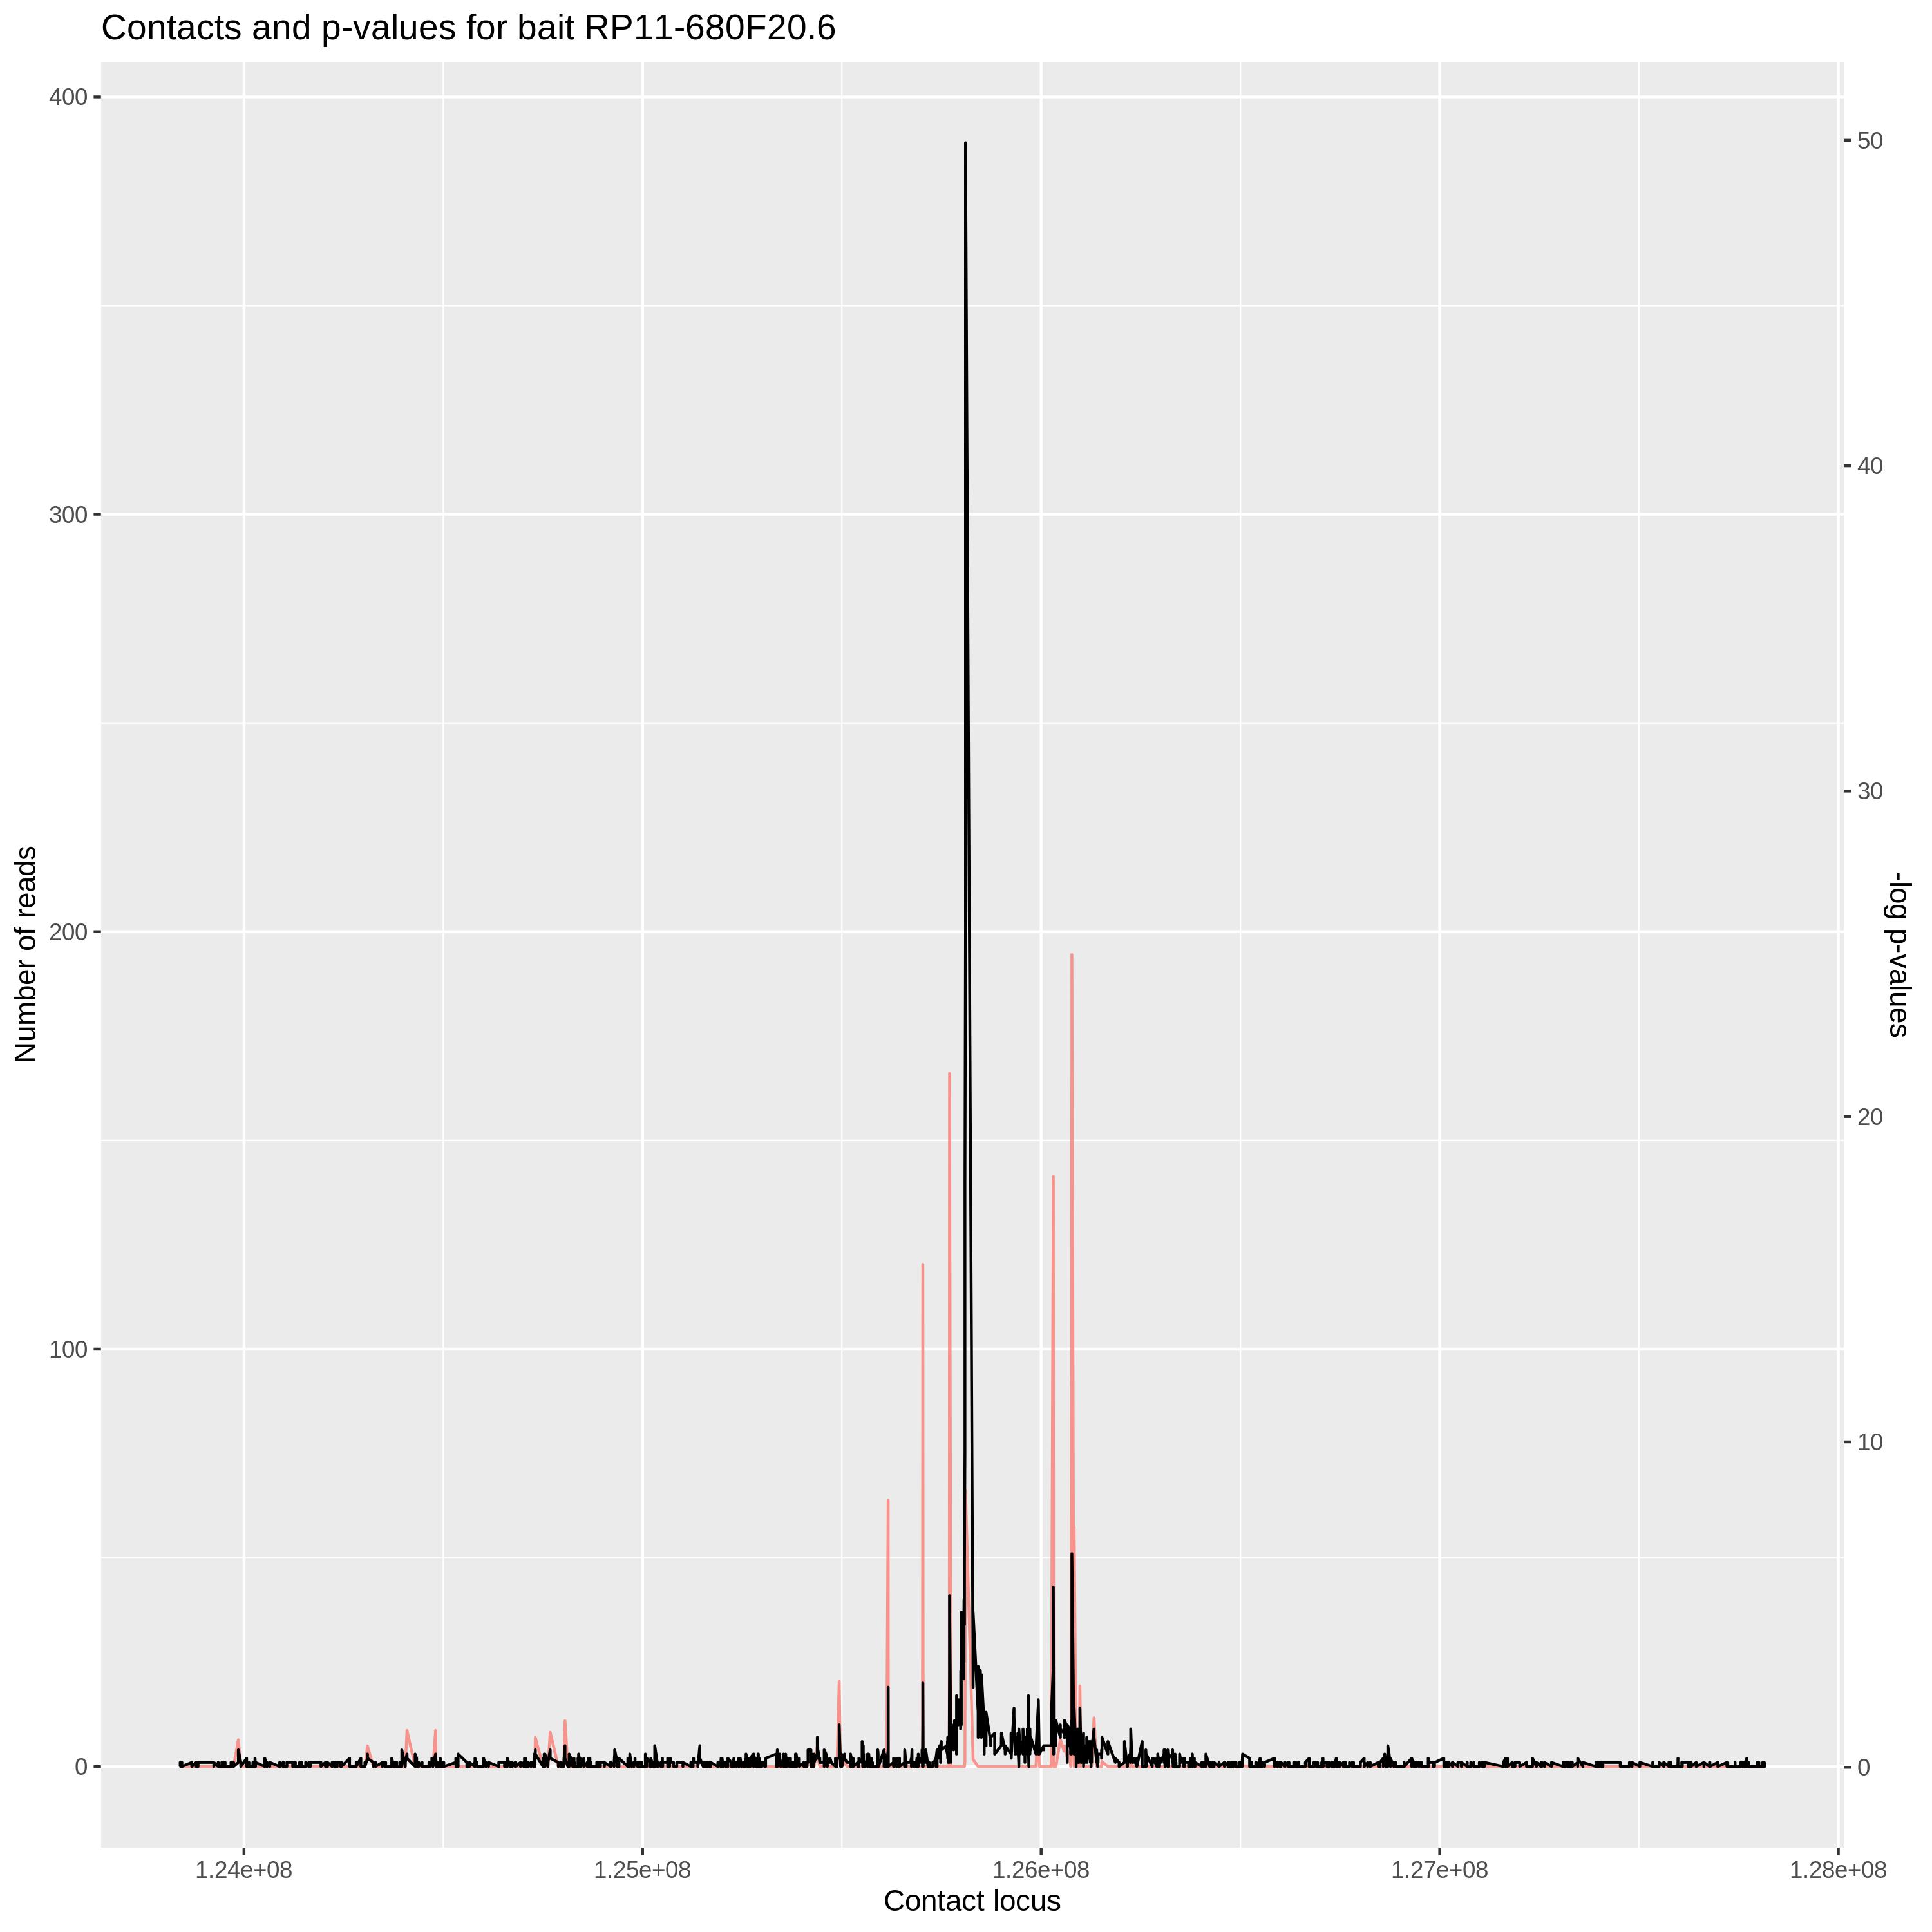 Contacts and p-values for bait RP11-680F20.6
400
300
200
100
0
Number of reads
50
40
30
20
10
0
-log p-values
1.24e+08
1.25e+08
1.26e+08
1.27e+08
1.28e+08
Contact locus